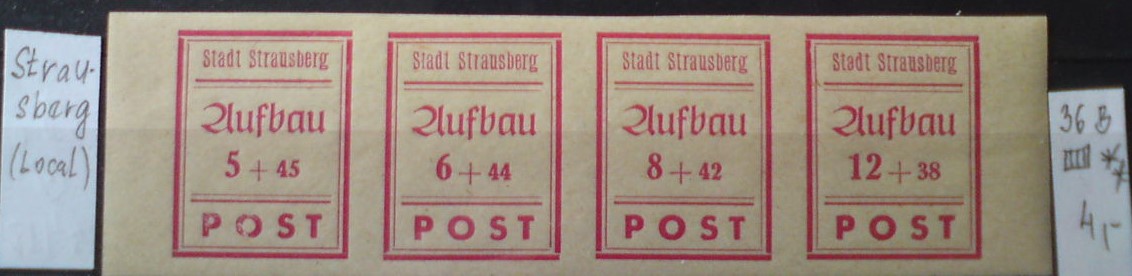 Strau-
sberg
(Local)
Stadt Strausberg
Aufbau
5 + 45
POST
Stadt Strausberg
Aufbau
6 + 44
POST
Stadt Strausberg
Aufbau
8 + 42
POST
Stadt Strausberg
Aufbau
12 + 38
POST
36 B
**
4,-